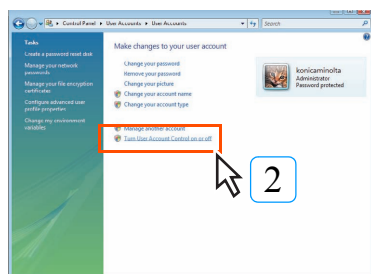 Control Panel ▸ User Accounts ▸ User Accounts
Search
Tasks
Create a password reset disk
Manage your network
passwords
Manage your file encryption
certificates
Configure advanced user
profile properties
Change my environment
variables
Make changes to your user account
Change your password
Remove your password
Change your picture
Change your account name
Change your account type
Manage another account
Turn User Account Control on or off
konicaminolta
Administrator
Password protected
2